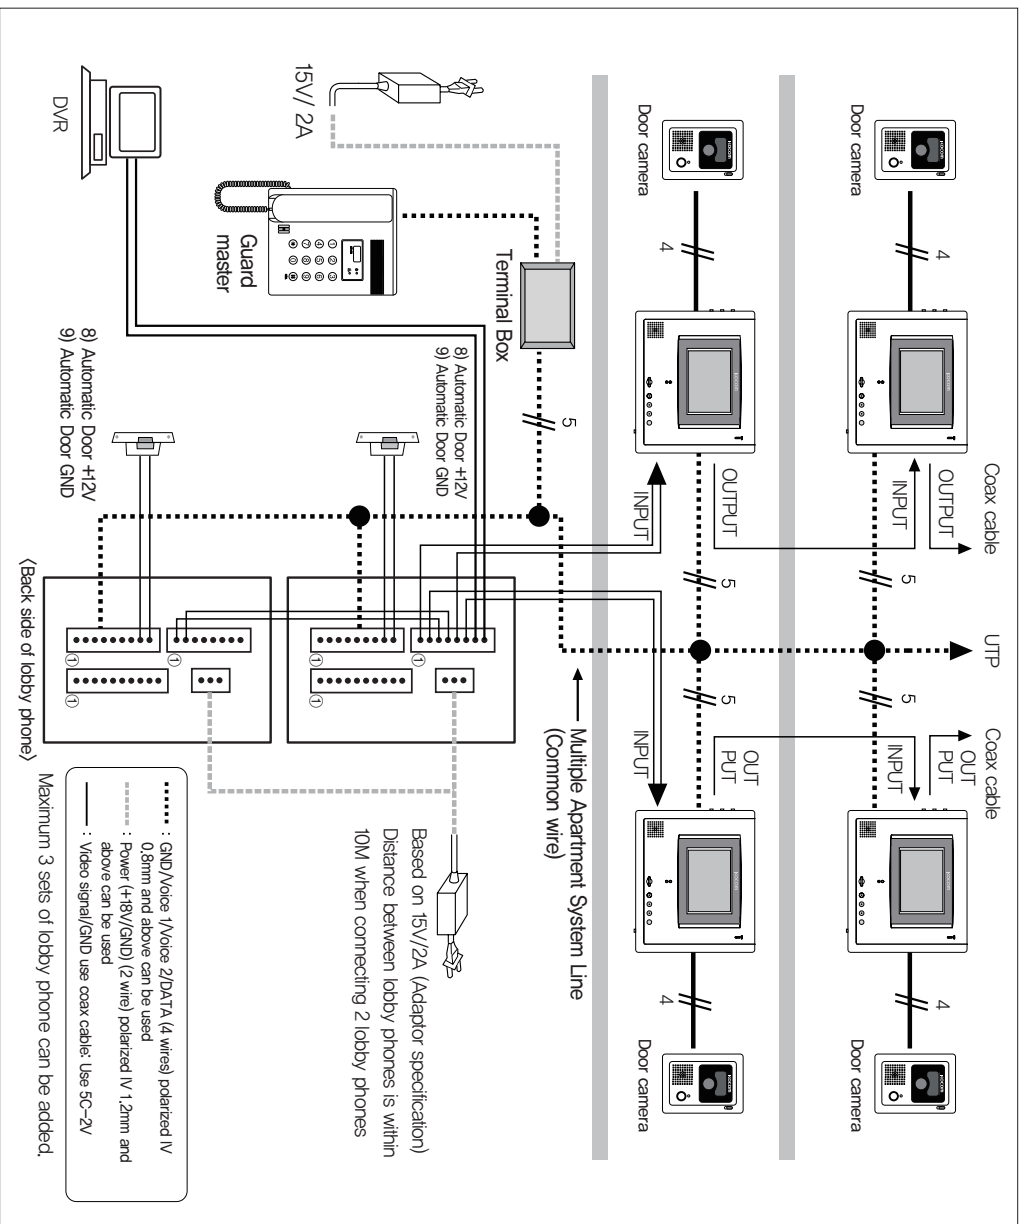 Coax cable
UTP
Coax cable
OUTPUT
OUT
PUT
INPUT
INPUT
4
5
5
4
Door camera
Door camera
OUTPUT
OUT
PUT
INPUT
INPUT
4
5
5
4
Door camera
Door camera
5
Multiple Apartment System Line
(Common wire)
Terminal Box
15V/ 2A
Guard
master
8) Automatic Door +12V
9) Automatic Door GND
Based on 15V/2A (Adaptor specification)
Distance between lobby phones is within
10M when connecting 2 lobby phones
DVR
8) Automatic Door +12V
9) Automatic Door GND
①
①
①
①
①
①
<Back side of lobby phone>
: GND/Voice 1/Voice 2/DATA (4 wires) polarized IV
0.8mm and above can be used
: Power (+18V/GND) (2 wire) polarized IV 1.2mm and
above can be used
: Video signal/GND use coax cable: Use 5C-2V
Maximum 3 sets of lobby phone can be added.